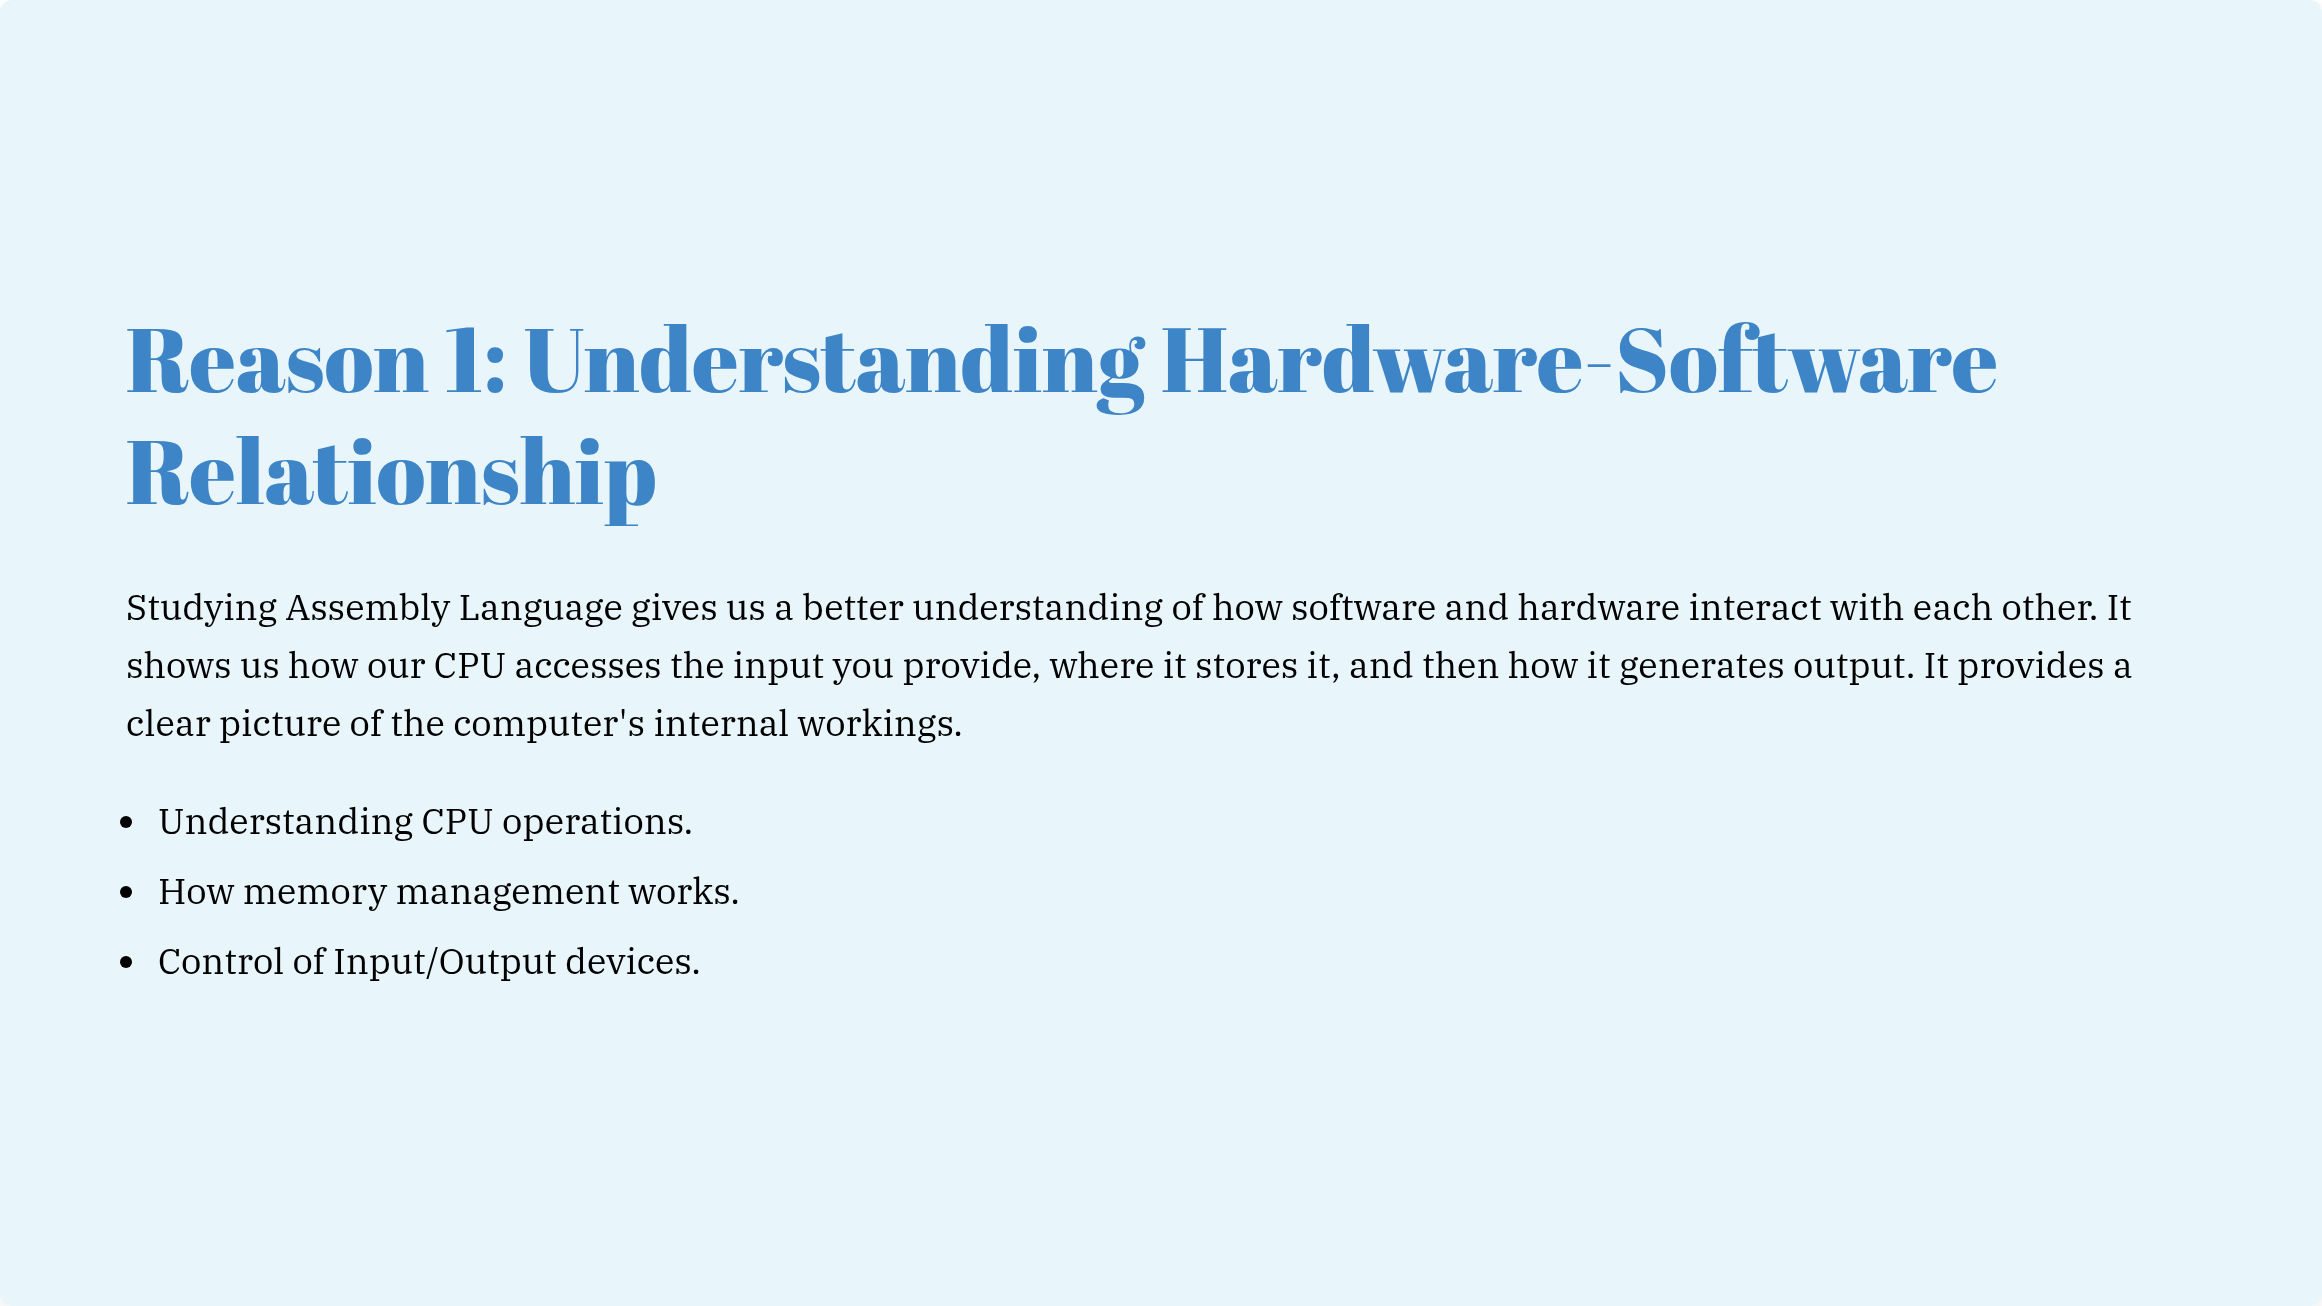 Reason 1: Understanding Hardware-Software
Relationship
Studying Assembly Language gives us a better understanding of how software and hardware interact with each other. It
shows us how our CPU accesses the input you provide, where it stores it, and then how it generates output. It provides a
clear picture of the computer's internal workings.
• Understanding CPU operations.
• How memory management works.
• Control of Input/Output devices.